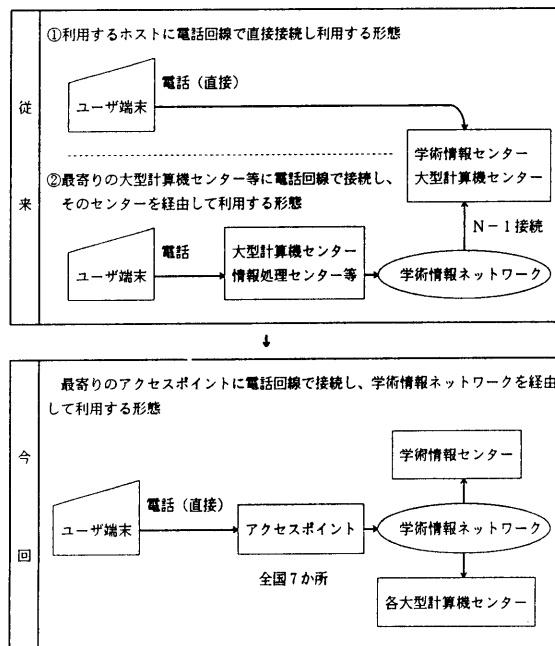 従来
①利用するホストに電話回線で直接接続し利用する形態
電話（直接）
ユーザ端末
学術情報センター
大型計算機センター
②最寄りの大型計算機センター等に電話回線で接続し、
そのセンターを経由して利用する形態
N－1接続
電話
ユーザ端末
大型計算機センター
情報処理センター等
学術情報ネットワーク
今回
最寄りのアクセスポイントに電話回線で接続し、学術情報ネットワークを経由
して利用する形態
学術情報センター
電話（直接）
ユーザ端末
アクセスポイント
学術情報ネットワーク
全国7か所
各大型計算機センター